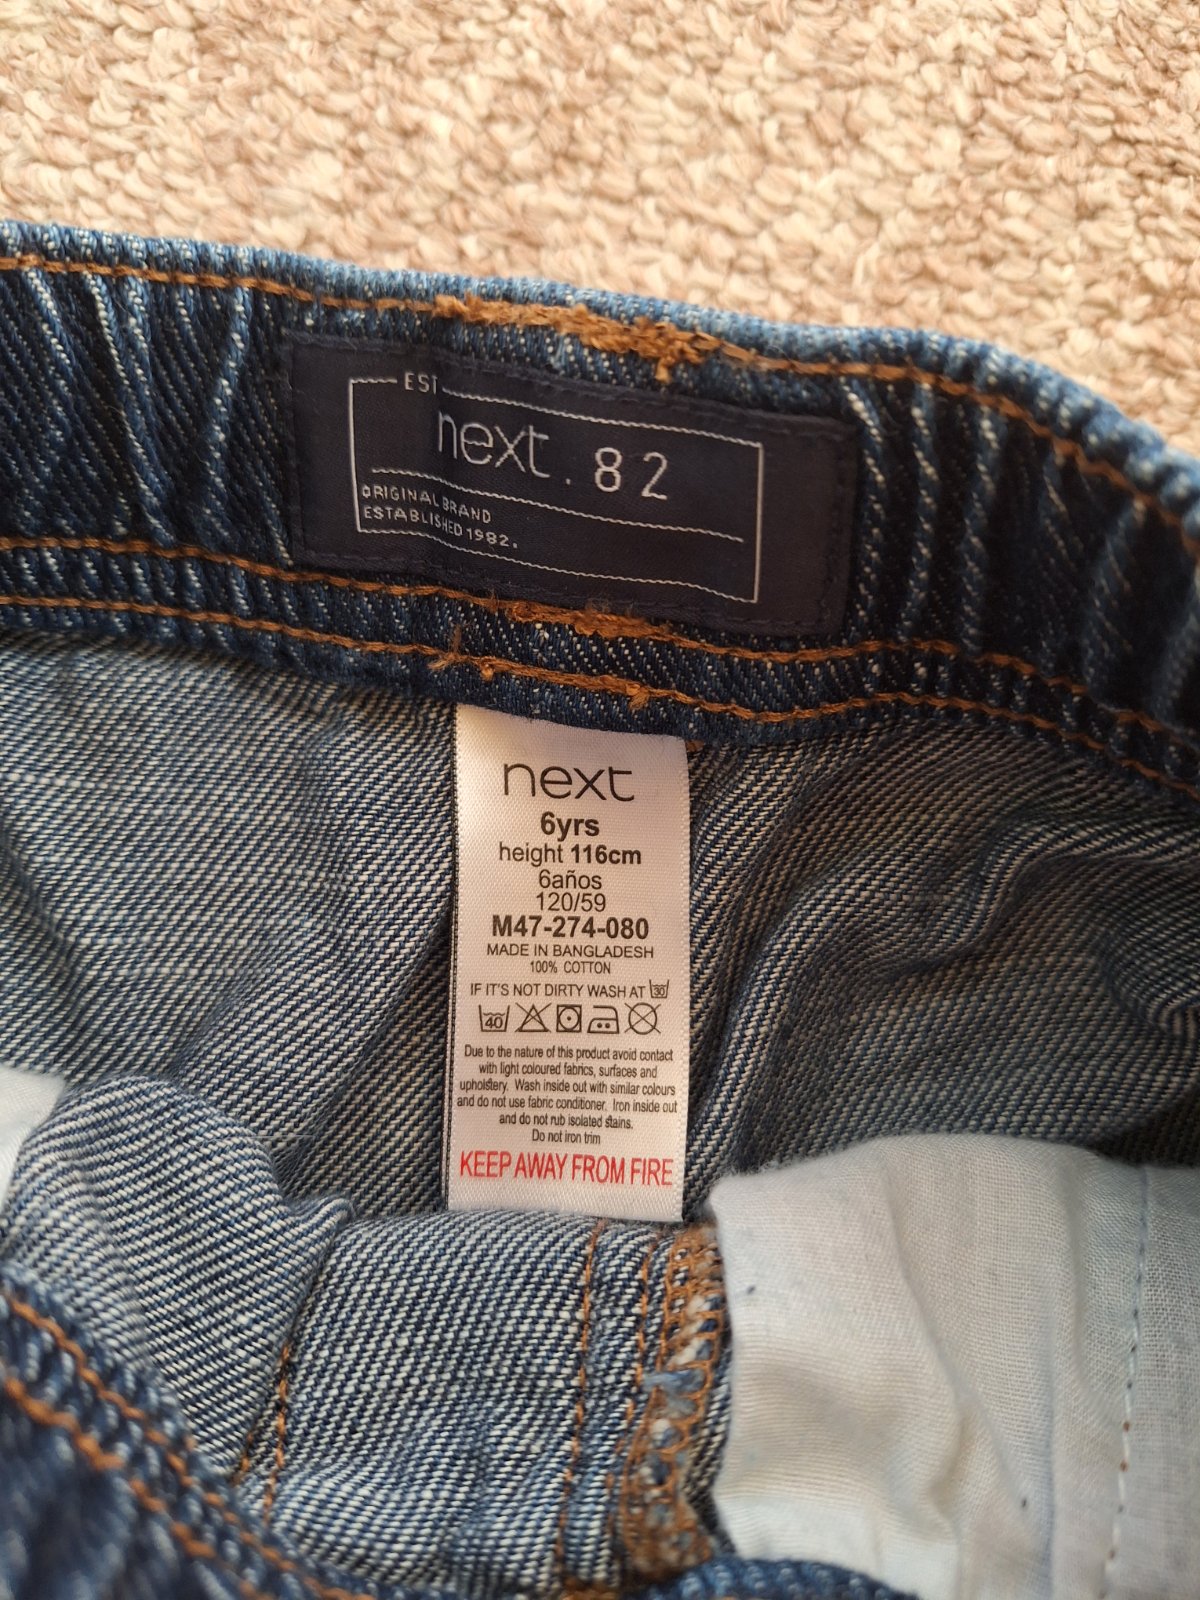 EST
next. 82
ORIGINAL BRAND
ESTABLISHED 1982.
next
6yrs
height 116cm
6años
120/59
M47-274-080
MADE IN BANGLADESH
100% COTTON
IF IT'S NOT DIRTY WASH AT 30
40
Due to the nature of this product avoid contact
with light coloured fabrics, surfaces and
upholstery. Wash inside out with similar colours
and do not use fabric conditioner. Iron inside out
and do not rub isolated stains.
Do not iron trim
KEEP AWAY FROM FIRE